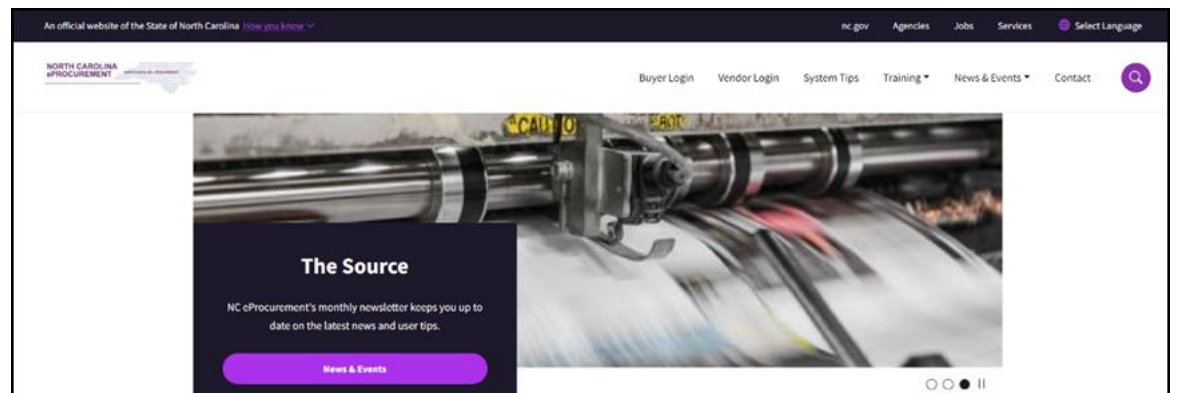 An official website of the State of North Carolina How you know
nc.gov Agencies Jobs Services Select Language
NORTH CAROLINA
ePROCUREMENT
Buyer Login Vendor Login System Tips Training News & Events Contact
CAUTIO
The Source
NC eProcurement's monthly newsletter keeps you up to
date on the latest news and user tips.
News & Events